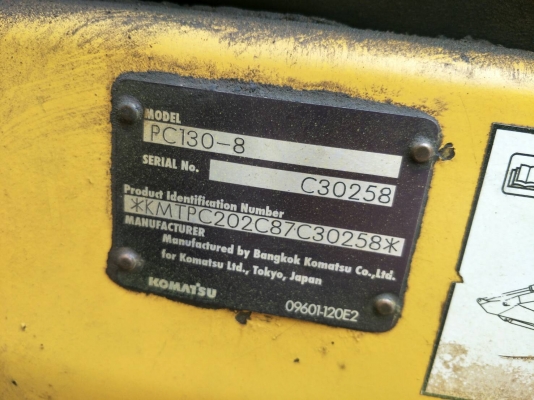 MODEL
PC130-8
SERIAL No. C30258
Product Identification Number
*KMTPC202C87C30258*
MANUFACTURER
Manufactured by Bangkok Komatsu Co.,Ltd.
for Komatsu Ltd., Tokyo, Japan
KOMATSU
09601-120E2